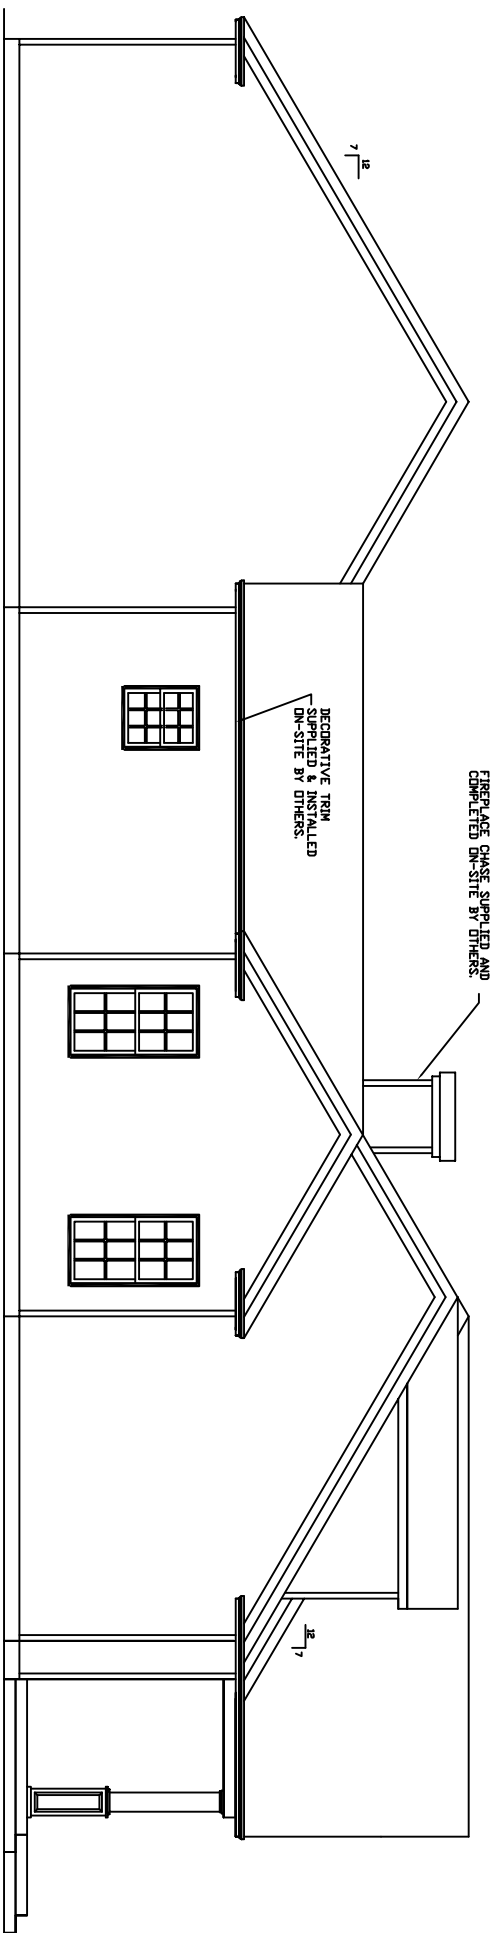 12
7
FIREPLACE CHASE SUPPLIED AND
COMPLETED ON-SITE BY OTHERS.
DECORATIVE TRIM
SUPPLIED & INSTALLED
ON-SITE BY OTHERS.
12
7